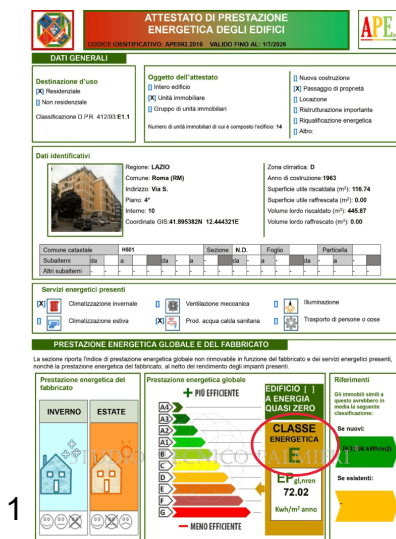 ATTESTATO DI PRESTAZIONE
ENERGETICA DEGLI EDIFICI
CODICE IDENTIFICATIVO: APE092,2016 VALIDO FINO AL: 1/7/2026
APE
DATI GENERALI
Destinazione d'uso
[X] Residenziale
[] Non residenziale
Classificazione D.P.R. 412/93:E1.1
Oggetto dell'attestato
[] Intero edificio
[X] Unità immobiliare
[] Gruppo di unità immobiliari
Numero di unità immobiliari di cui è composto l'edificio: 14
[] Nuova costruzione
[X] Passaggio di proprietà
[] Locazione
[] Ristrutturazione importante
[] Riqualificazione energetica
[] Altro:
Dati identificativi
Regione: LAZIO
Comune: Roma (RM)
Indirizzo: Via S.
Piano: 4°
Interno: 10
Coordinate GIS:41.895382N 12.444321E
Zona climatica: D
Anno di costruzione:1963
Superficie utile riscaldata (m²): 116.74
Superficie utile raffrescata (m²): 0.00
Volume lordo riscaldato (m³): 445.87
Volume lordo raffrescato (m³): 0.00
Comune catastale H501 Sezione N.D. Foglio Particella
Subalterni da a da - a - da - a - da - a -
Altri subalterni - - - - - - - - - - - -
Servizi energetici presenti
[X] Climatizzazione invernale
[] Ventilazione meccanica
[] Illuminazione
[] Climatizzazione estiva
[X] Prod. acqua calda sanitaria
[] Trasporto di persone o cose
PRESTAZIONE ENERGETICA GLOBALE E DEL FABBRICATO
La sezione riporta l'indice di prestazione energetica globale non rinnovabile in funzione del fabbricato e dei servizi energetici presenti,
nonchè la prestazione energetica del fabbricato, al netto del rendimento degli impianti presenti.
Prestazione energetica del
fabbricato
INVERNO ESTATE
Prestazione energetica globale
+ PIÙ EFFICIENTE
A4
A3
A2
A1
B
C
D
E
F
G
— MENO EFFICIENTE
EDIFICIO [ ]
A ENERGIA
QUASI ZERO
CLASSE
ENERGETICA
E
EP gl,nren
72.02
Kwh/m² anno
Riferimenti
Gli immobili simili a
questo avrebbero in
media la seguente
classificazione:
Se nuovi:
Se esistenti:
STUDIO TECNICO PALMIERI
1